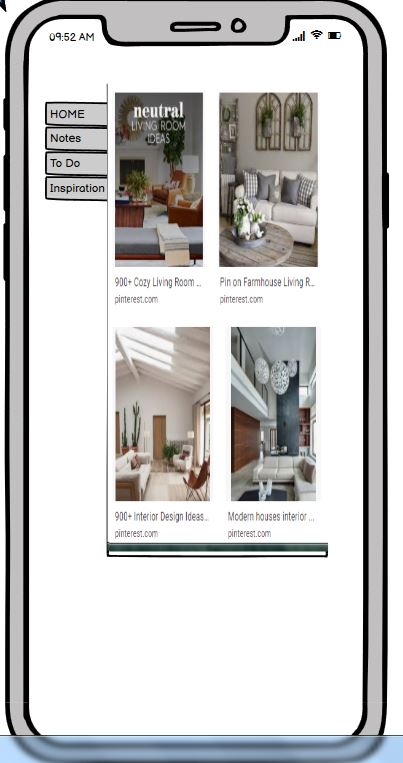 09:52 AM
HOME
Notes
To Do
Inspiration
neutral
LIVING ROOM
IDEAS
900+ Cozy Living Room ...
pinterest.com
Pin on Farmhouse Living R...
pinterest.com
900+ Interior Design Ideas...
pinterest.com
Modern houses interior ...
pinterest.com